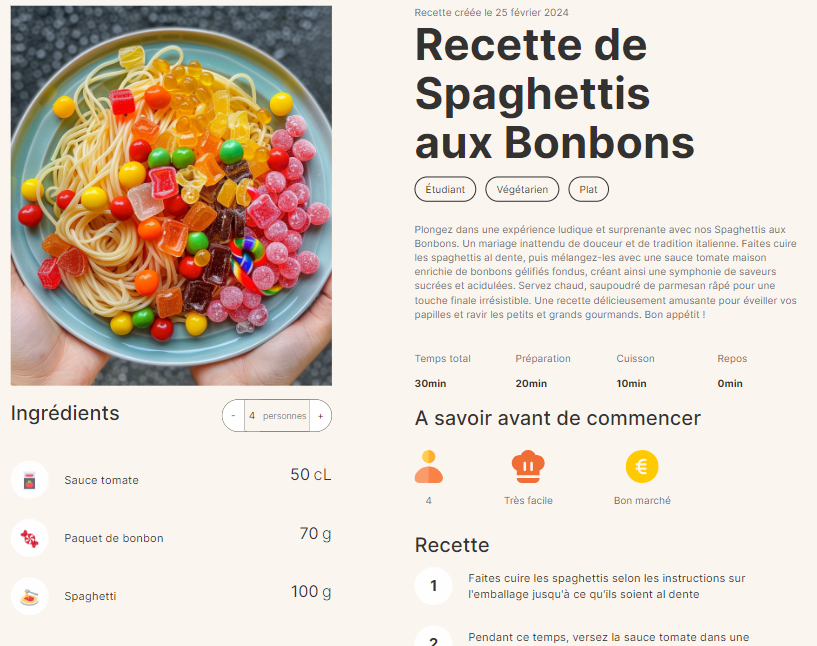 Recette créée le 25 février 2024
Recette de
Spaghettis
aux Bonbons
Étudiant
Végétarien
Plat
Plongez dans une expérience ludique et surprenante avec nos Spaghettis aux
Bonbons. Un mariage inattendu de douceur et de tradition italienne. Faites cuire
les spaghettis al dente, puis mélangez-les avec une sauce tomate maison
enrichie de bonbons gélifiés fondus, créant ainsi une symphonie de saveurs
sucrées et acidulées. Servez chaud, saupoudré de parmesan râpé pour une
touche finale irrésistible. Une recette délicieusement amusante pour éveiller vos
papilles et ravir les petits et grands gourmands. Bon appétit !
Temps total Préparation Cuisson Repos
30min 20min 10min 0min
Ingrédients
- 4 personnes +
Sauce tomate 50 cL
Paquet de bonbon 70 g
Spaghetti 100 g
A savoir avant de commencer
€
4 Très facile Bon marché
Recette
1 Faites cuire les spaghettis selon les instructions sur
l'emballage jusqu'à ce qu'ils soient al dente
2 Pendant ce temps, versez la sauce tomate dans une